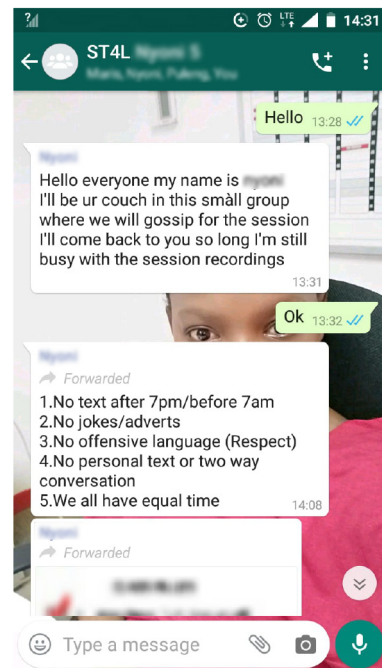 LTE 14:31
ST4L
Hello 13:28
Hello everyone my name is
I'll be ur couch in this small group
where we will gossip for the session
I'll come back to you so long I'm still
busy with the session recordings
13:31
Ok 13:32
Forwarded
1.No text after 7pm/before 7am
2.No jokes/adverts
3.No offensive language (Respect)
4.No personal text or two way
conversation
5.We all have equal time 14:08
Forwarded
Type a message